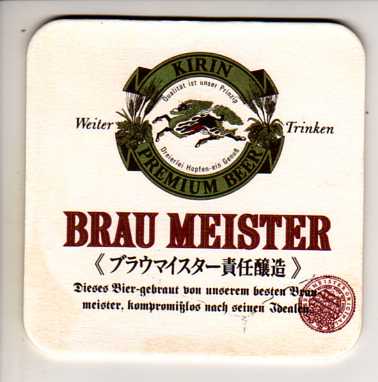 KIRIN
Qualität ist unser Prinzip
Weiter
Trinken
Dreierlei Hopfen-ein Genuß
PREMIUM BEER
BRAU MEISTER
《ブラウマイスター責任醸造》
Dieses Bier-gebraut von unserem besten Brau
meister, kompromißlos nach seinen Idealen